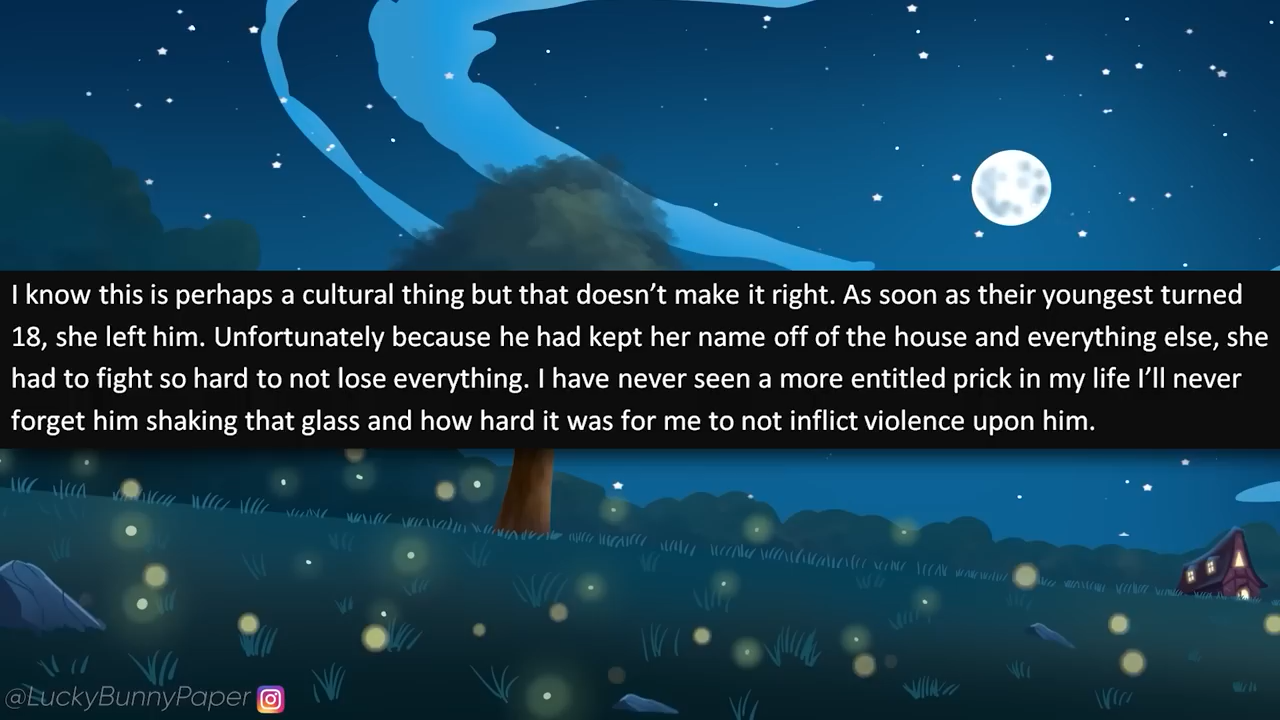 I know this is perhaps a cultural thing but that doesn’t make it right. As soon as their youngest turned
18, she left him. Unfortunately because he had kept her name off of the house and everything else, she
had to fight so hard to not lose everything. I have never seen a more entitled prick in my life I’ll never
forget him shaking that glass and how hard it was for me to not inflict violence upon him.
@LuckyBunnyPaper